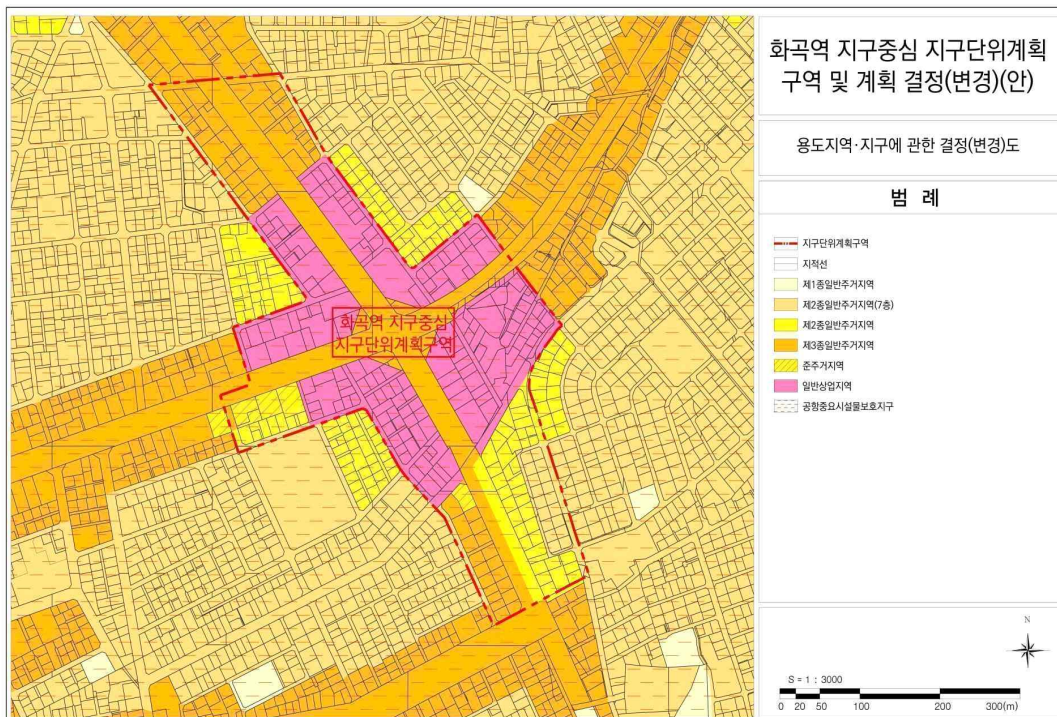 화곡역 지구중심 지구단위계획
구역 및 계획 결정(변경)(안)
용도지역·지구에 관한 결정(변경)도
범 례
지구단위계획구역
지적선
제1종일반주거지역
제2종일반주거지역(7층)
제2종일반주거지역
제3종일반주거지역
준주거지역
일반상업지역
공항중요시설물보호지구
화곡역 지구중심
지구단위계획구역
N
S = 1 : 3000
0 20 50 100 200 300(m)